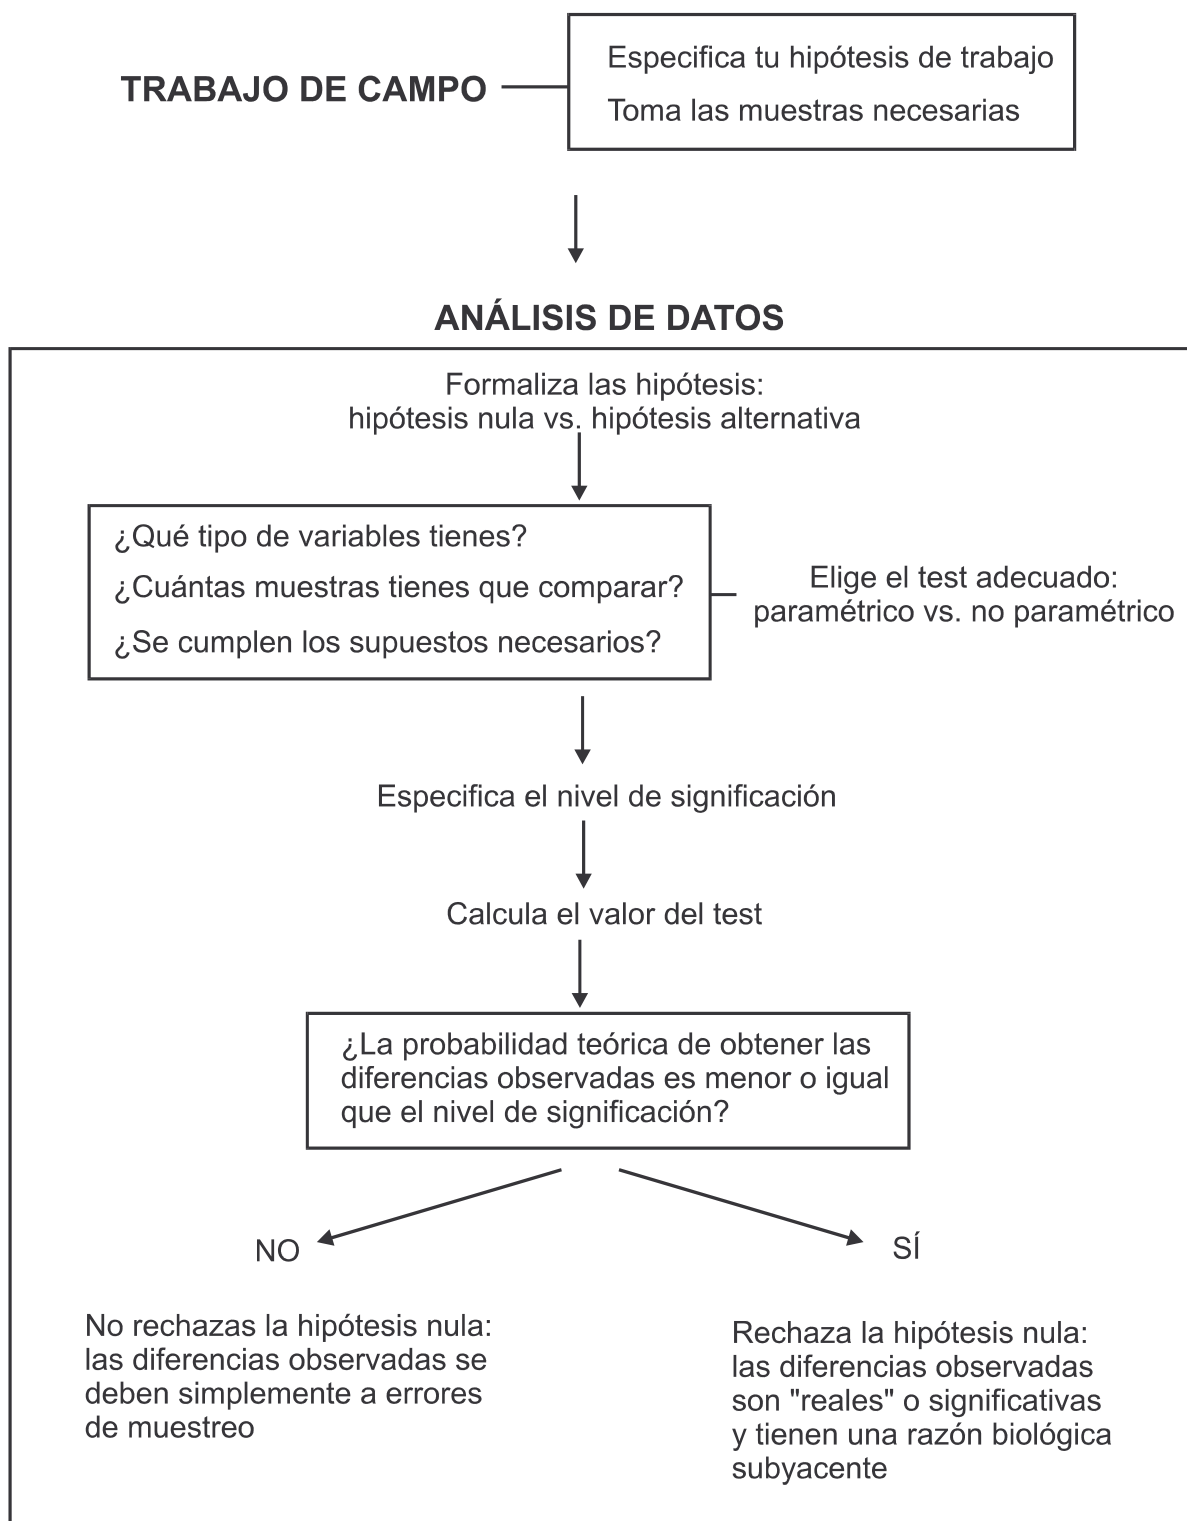 TRABAJO DE CAMPO
Especifica tu hipótesis de trabajo
Toma las muestras necesarias
ANÁLISIS DE DATOS
Formaliza las hipótesis:
hipótesis nula vs. hipótesis alternativa
¿Qué tipo de variables tienes?
¿Cuántas muestras tienes que comparar?
¿Se cumplen los supuestos necesarios?
Elige el test adecuado:
paramétrico vs. no paramétrico
Especifica el nivel de significación
Calcula el valor del test
¿La probabilidad teórica de obtener las
diferencias observadas es menor o igual
que el nivel de significación?
NO
No rechazas la hipótesis nula:
las diferencias observadas se
deben simplemente a errores
de muestreo
SÍ
Rechaza la hipótesis nula:
las diferencias observadas
son "reales" o significativas
y tienen una razón biológica
subyacente